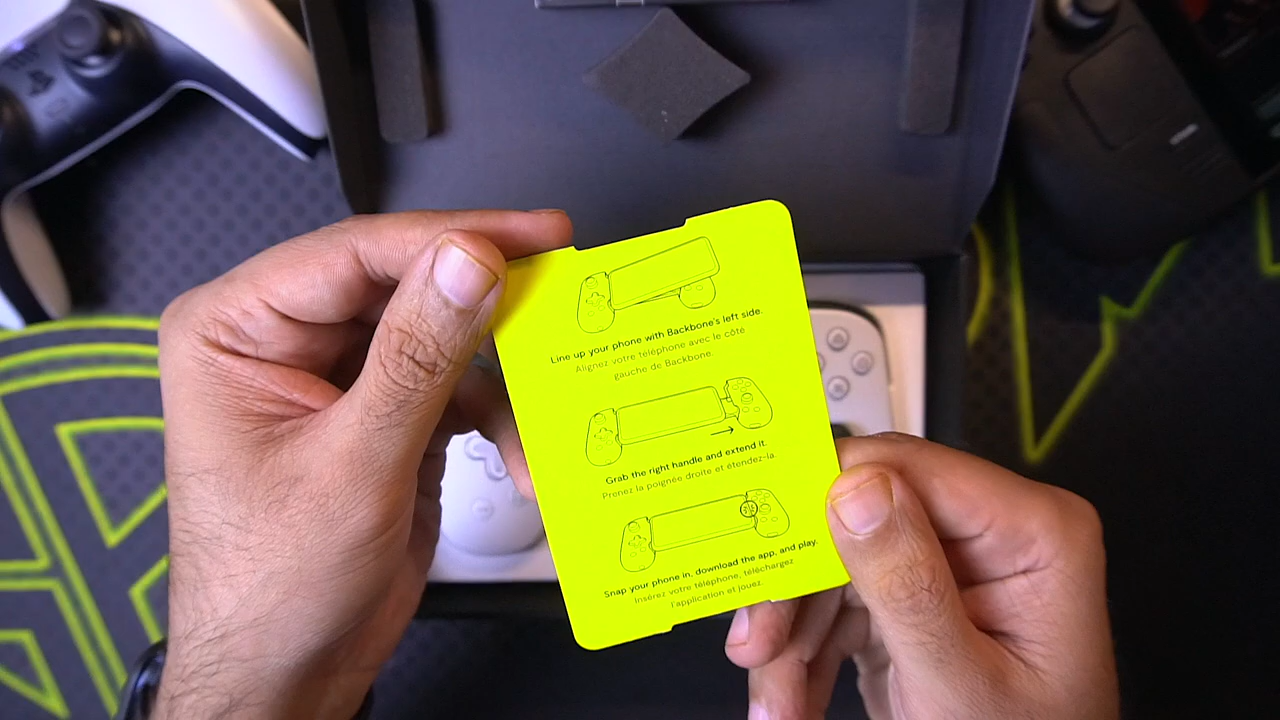 Line up your phone with Backbone's left side.
Alignez votre téléphone avec le côté
gauche de Backbone.
Grab the right handle and extend it.
Prenez la poignée droite et étendez-la.
Snap your phone in, download the app, and play.
Insérez votre téléphone, téléchargez
l'application et jouez.